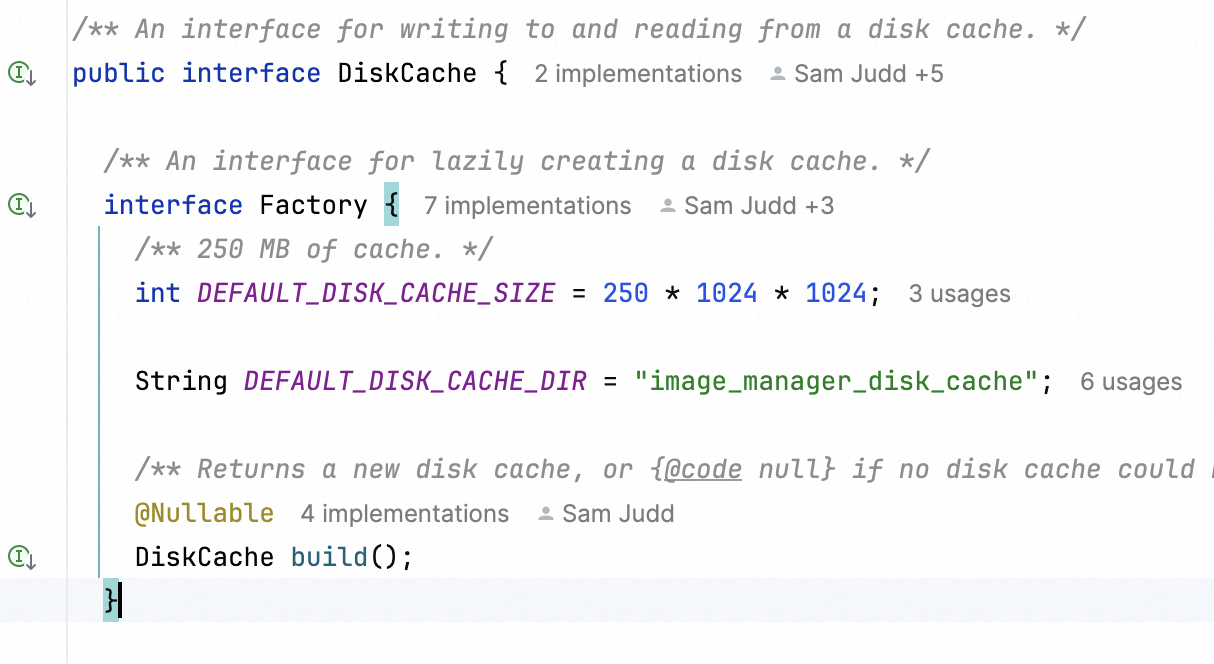 /** An interface for writing to and reading from a disk cache. */
public interface DiskCache {  2 implementations  Sam Judd +5
/** An interface for lazily creating a disk cache. */
interface Factory {  7 implementations  Sam Judd +3
/** 250 MB of cache. */
int DEFAULT_DISK_CACHE_SIZE = 250 * 1024 * 1024;  3 usages
String DEFAULT_DISK_CACHE_DIR = "image_manager_disk_cache";  6 usages
/** Returns a new disk cache, or {@code null} if no disk cache could
@Nullable  4 implementations  Sam Judd
DiskCache build();
}